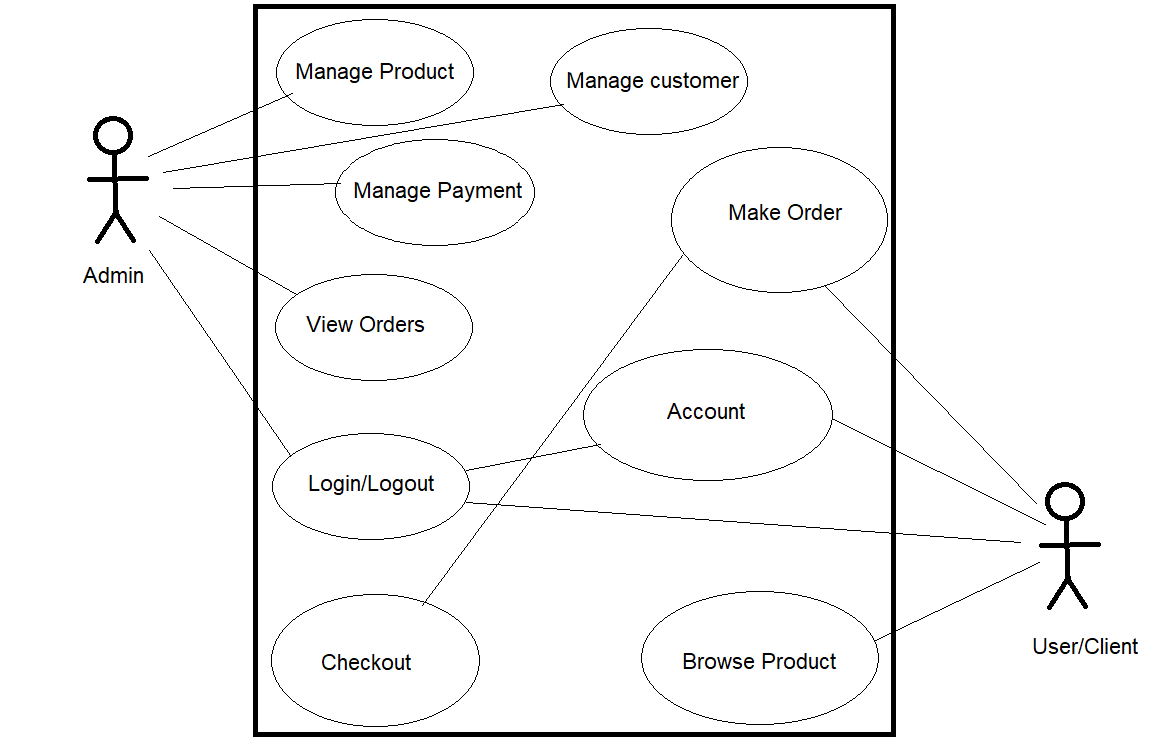 Manage Product
Manage customer
Manage Payment
Make Order
Admin
View Orders
Account
Login/Logout
User/Client
Checkout
Browse Product